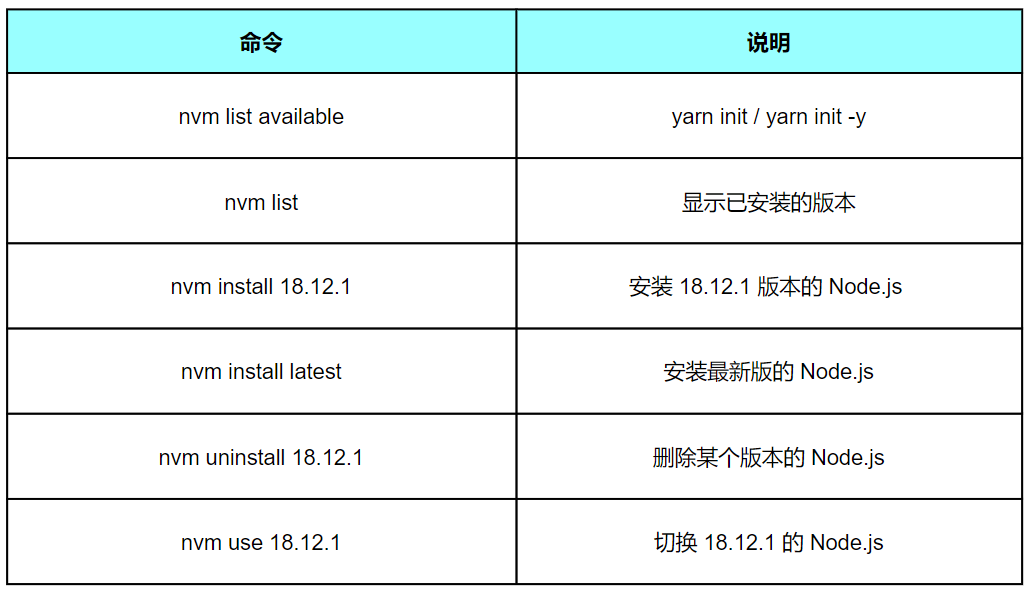 命令 说明
nvm list available yarn init / yarn init -y
nvm list 显示已安装的版本
nvm install 18.12.1 安装 18.12.1 版本的 Node.js
nvm install latest 安装最新版的 Node.js
nvm uninstall 18.12.1 删除某个版本的 Node.js
nvm use 18.12.1 切换 18.12.1 的 Node.js